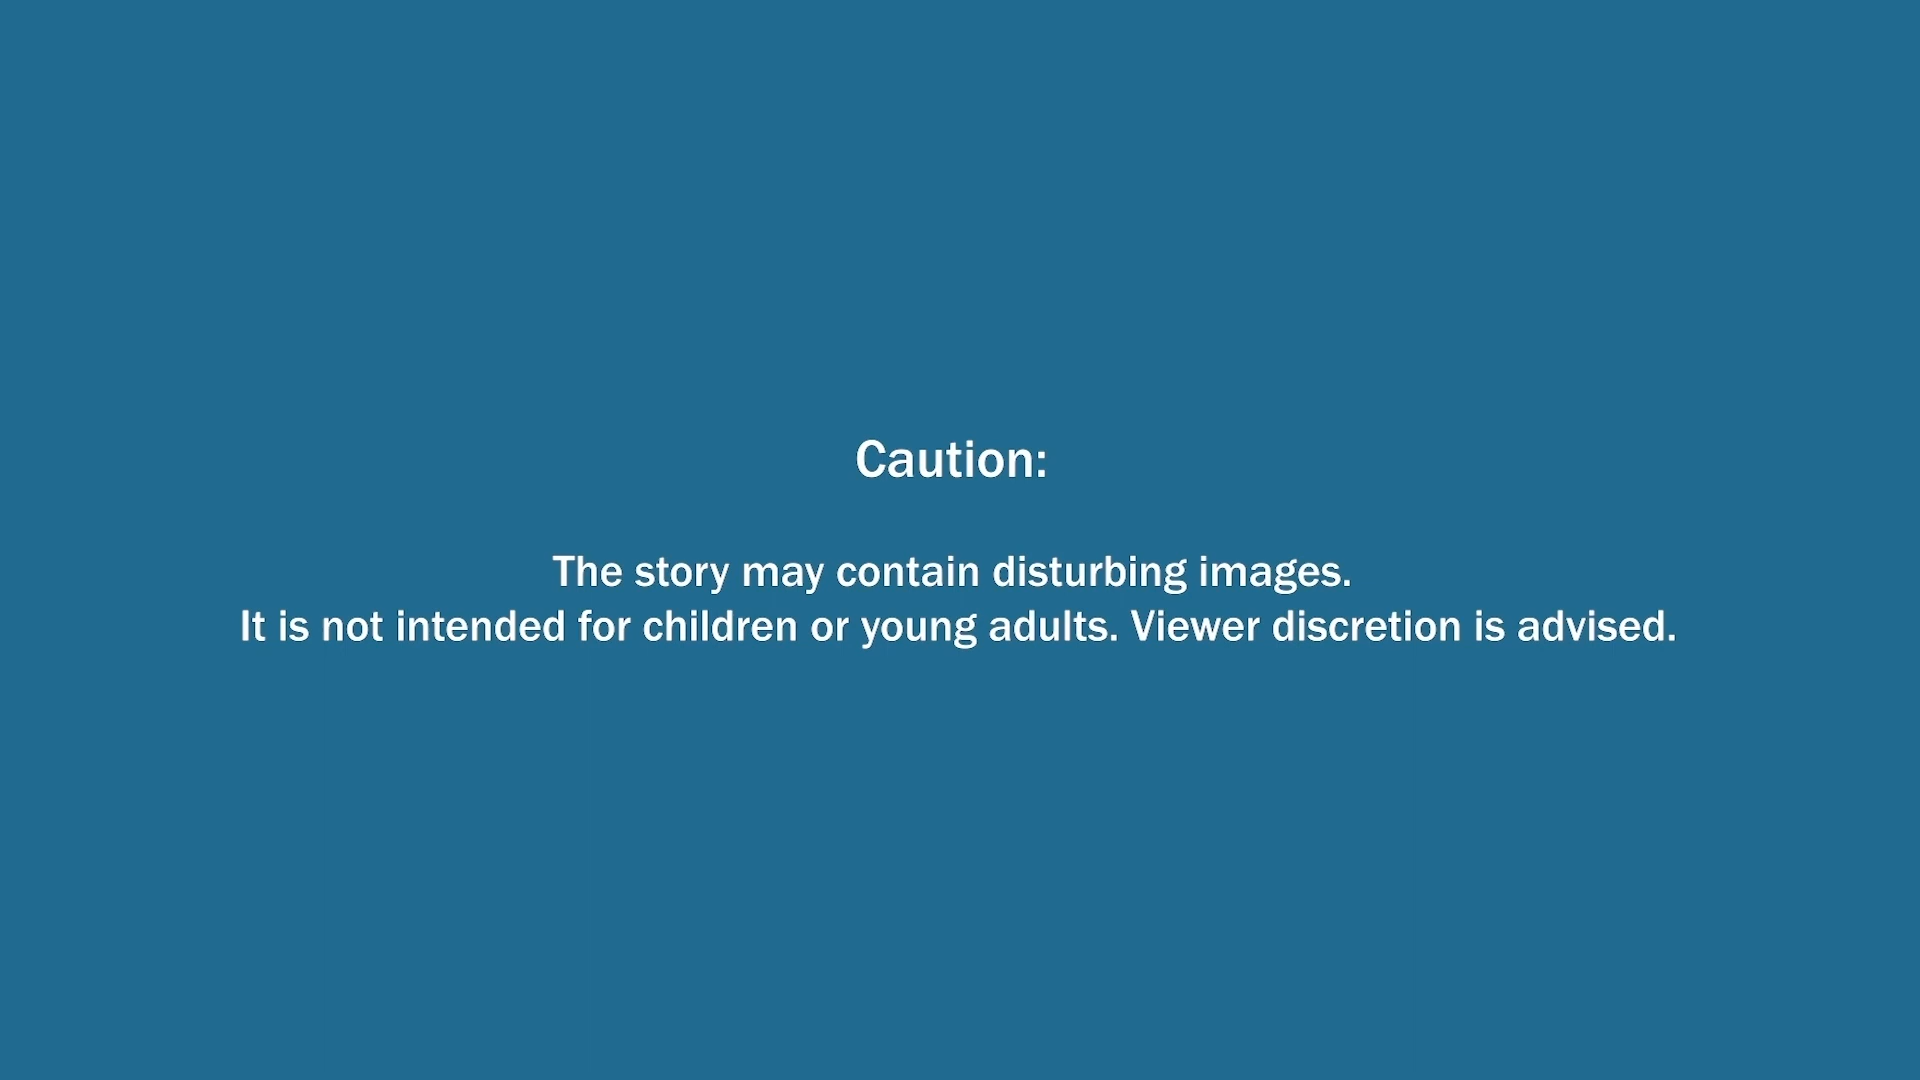 Caution:
The story may contain disturbing images.
It is not intended for children or young adults. Viewer discretion is advised.